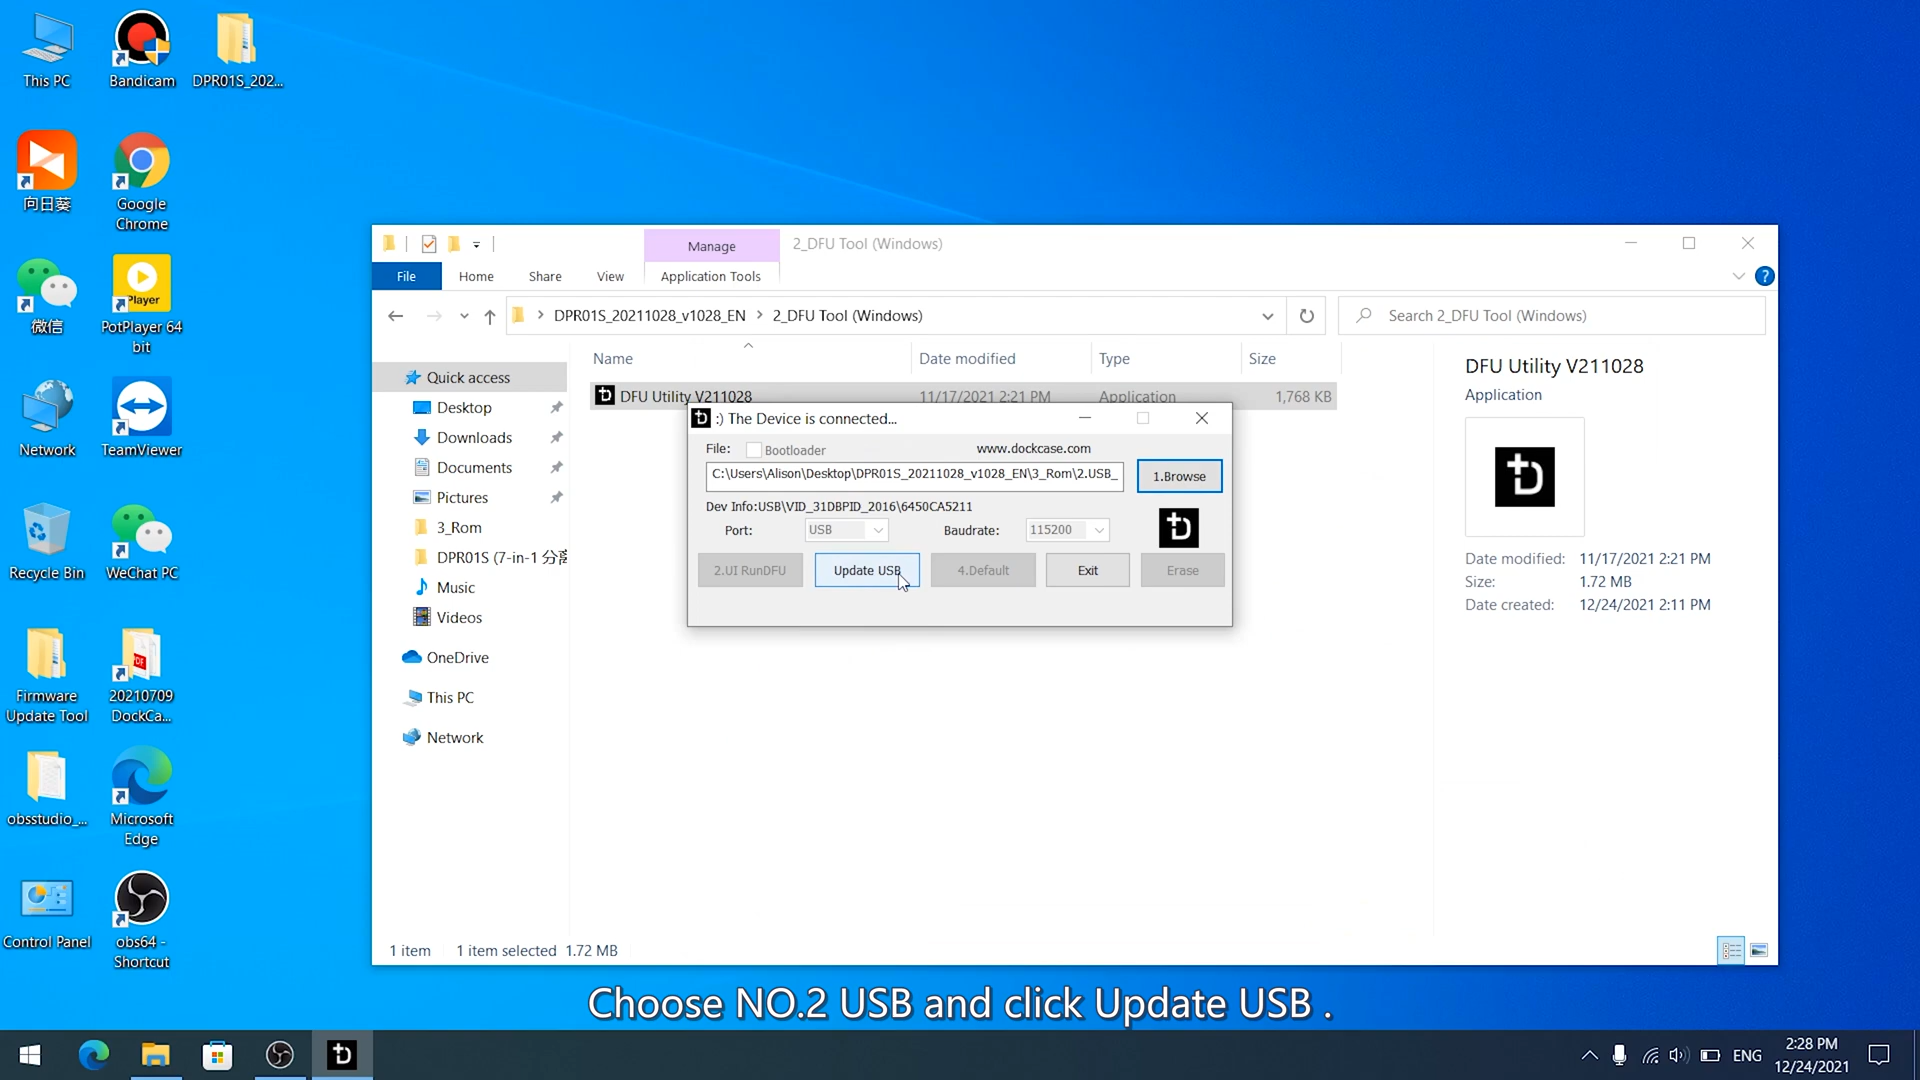 This PC
Bandicam
DPR01S_202...
向日葵
Google
Chrome
微信
Player
PotPlayer 64
bit
Network
TeamViewer
Recycle Bin
WeChat PC
Firmware
Update Tool
PDF
20210709
DockCa...
obsstudio_...
Microsoft
Edge
Control Panel
obs64 -
Shortcut
Manage
2_DFU Tool (Windows)
File
Home
Share
View
Application Tools
DPR01S_20211028_v1028_EN
2_DFU Tool (Windows)
Search 2_DFU Tool (Windows)
Name
Date modified
Type
Size
Quick access
Desktop
Downloads
Documents
Pictures
3_Rom
DPR01S (7-in-1 分离
Music
Videos
OneDrive
This PC
Network
DFU Utility V211028
11/17/2021 2:21 PM
Application
1,768 KB
:) The Device is connected...
File:
Bootloader
www.dockcase.com
C:\Users\Alison\Desktop\DPR01S_20211028_v1028_EN\3_Rom\2.USB_
1.Browse
Dev Info:USB\VID_31DBPID_2016\6450CA5211
Port:
USB
Baudrate:
115200
2.UI RunDFU
Update USB
4.Default
Exit
Erase
DFU Utility V211028
Application
Date modified: 11/17/2021 2:21 PM
Size: 1.72 MB
Date created: 12/24/2021 2:11 PM
1 item
1 item selected 1.72 MB
Choose NO.2 USB and click Update USB .
ENG
2:28 PM
12/24/2021